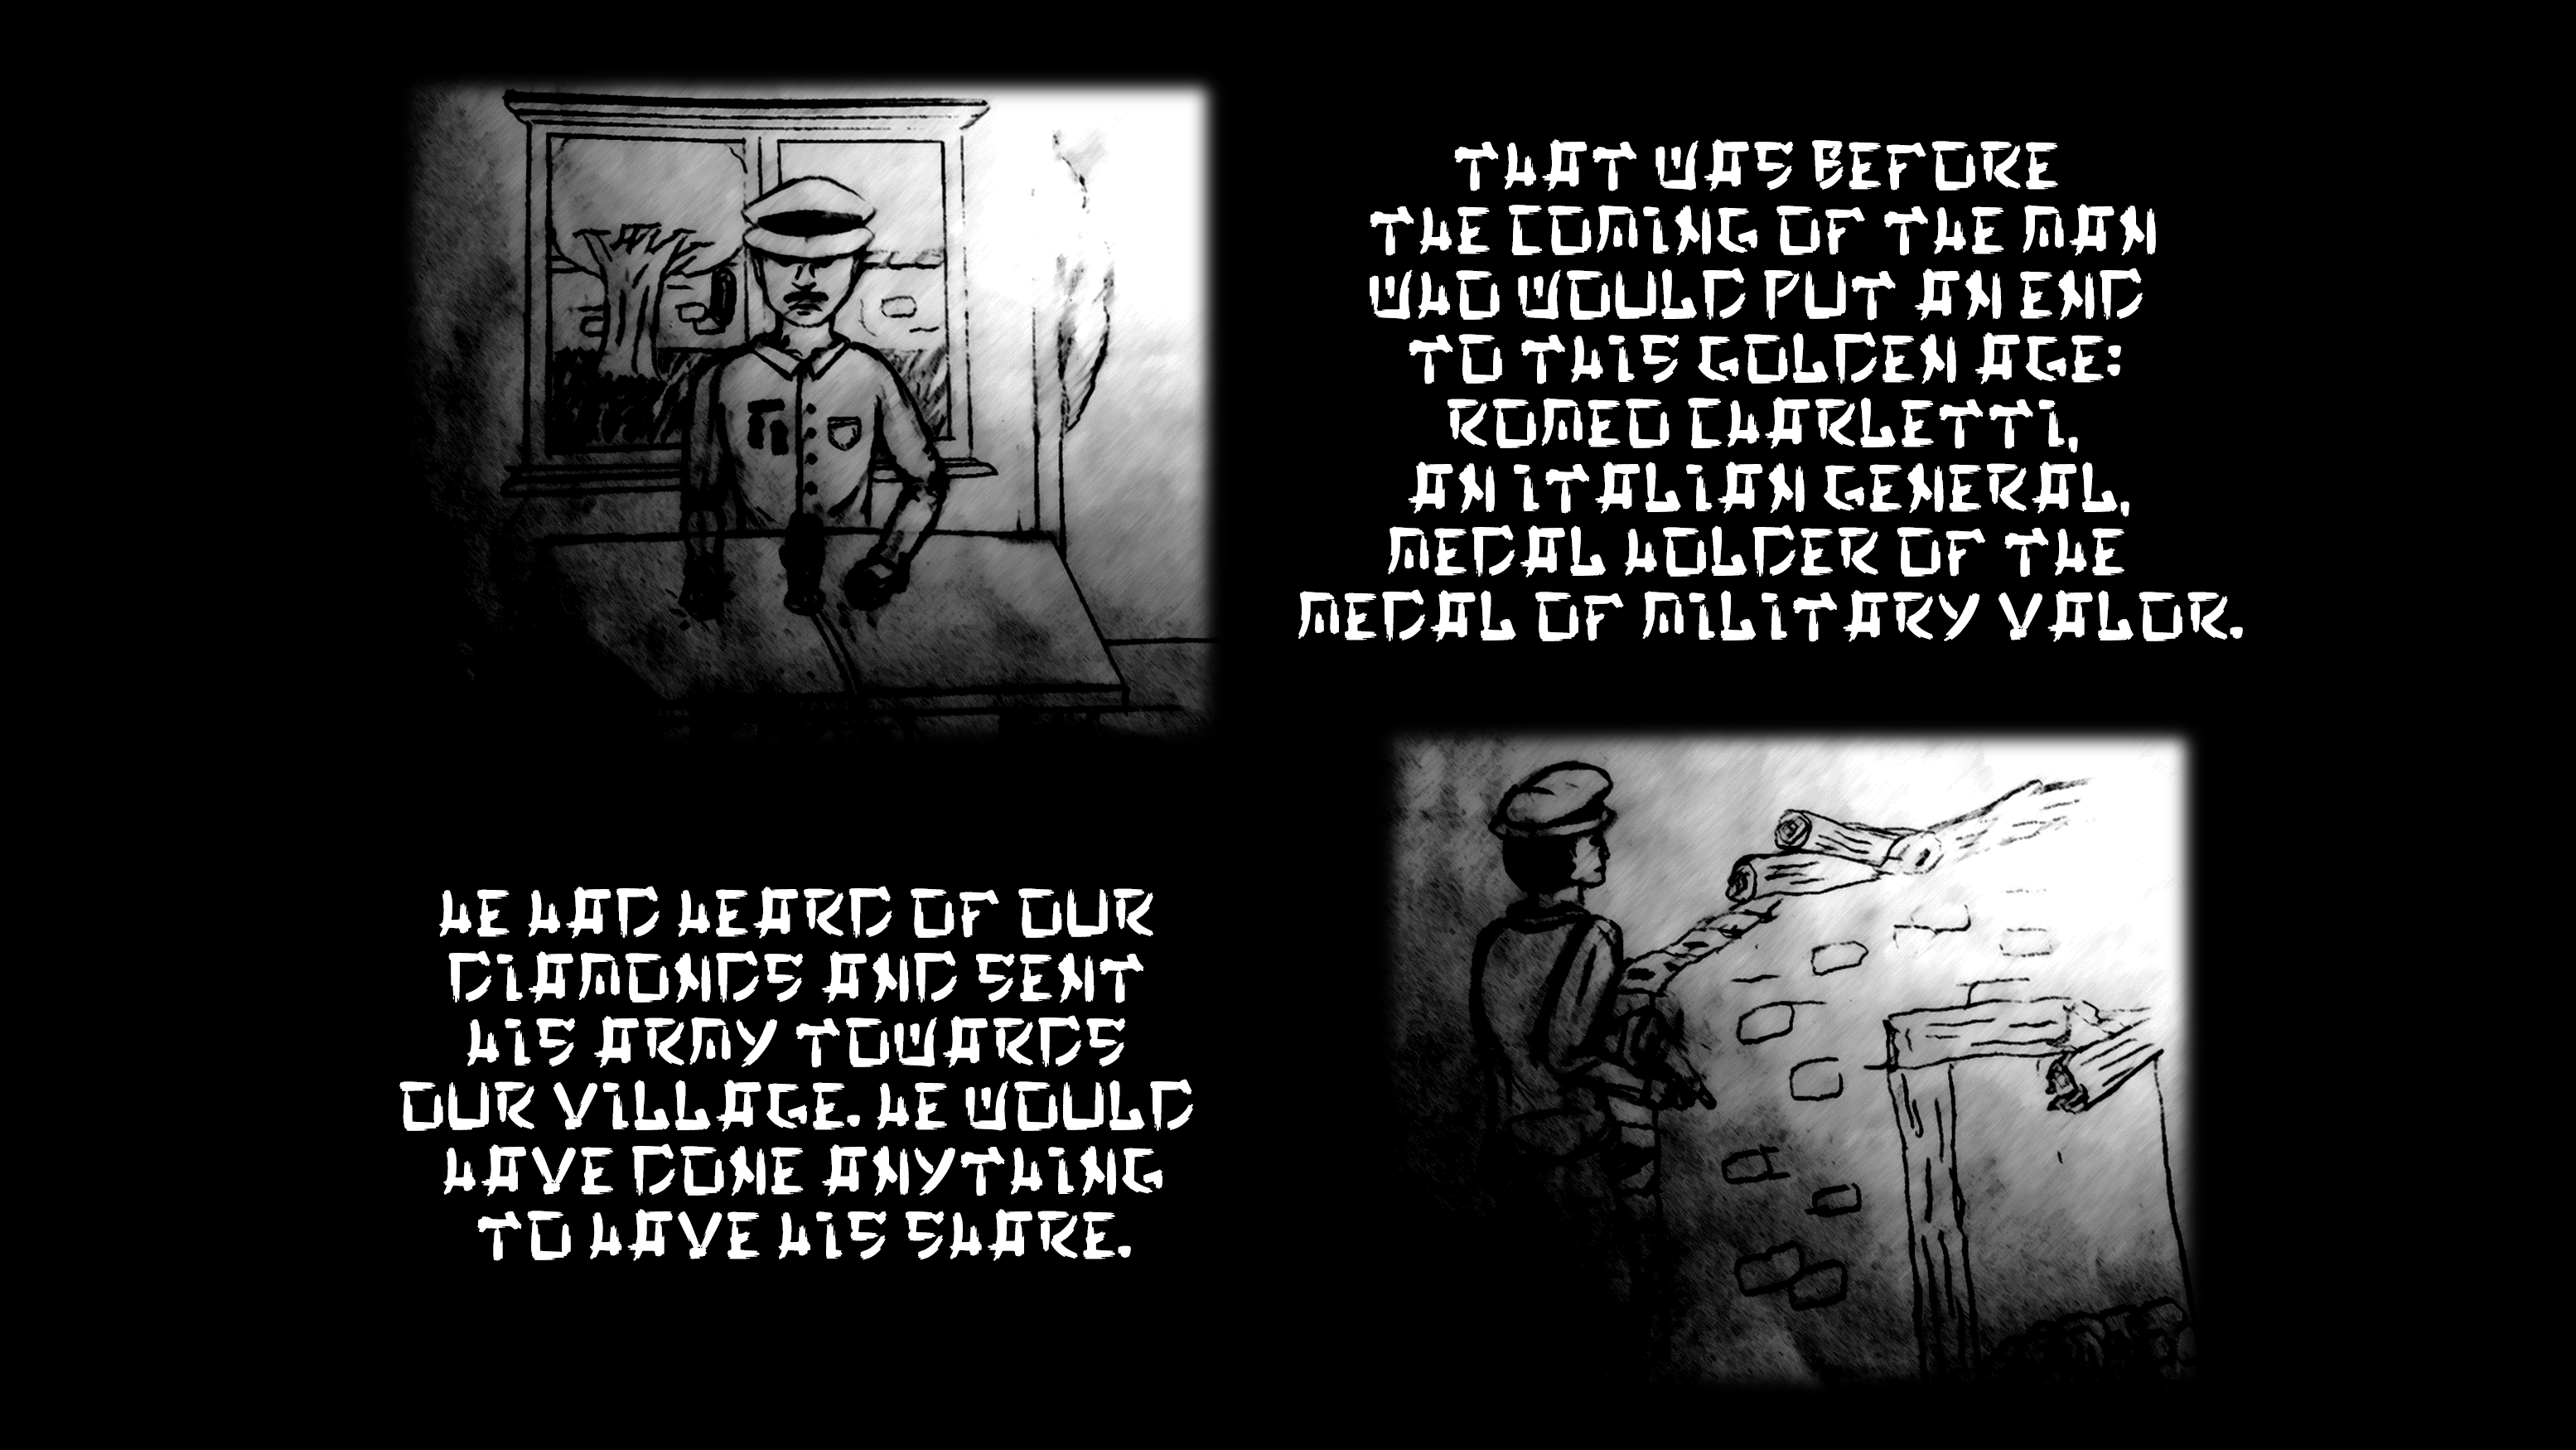 THAT WAS BEFORE
THE COMING OF THE MAN
WHO WOULD PUT AN END
TO THIS GOLDEN AGE:
ROMEO CHARLETTI,
AN ITALIAN GENERAL,
MEDAL HOLDER OF THE
MEDAL OF MILITARY VALOR.
HE HAD HEARD OF OUR
DIAMONDS AND SENT
HIS ARMY TOWARDS
OUR VILLAGE. HE WOULD
HAVE DONE ANYTHING
TO HAVE HIS SHARE.